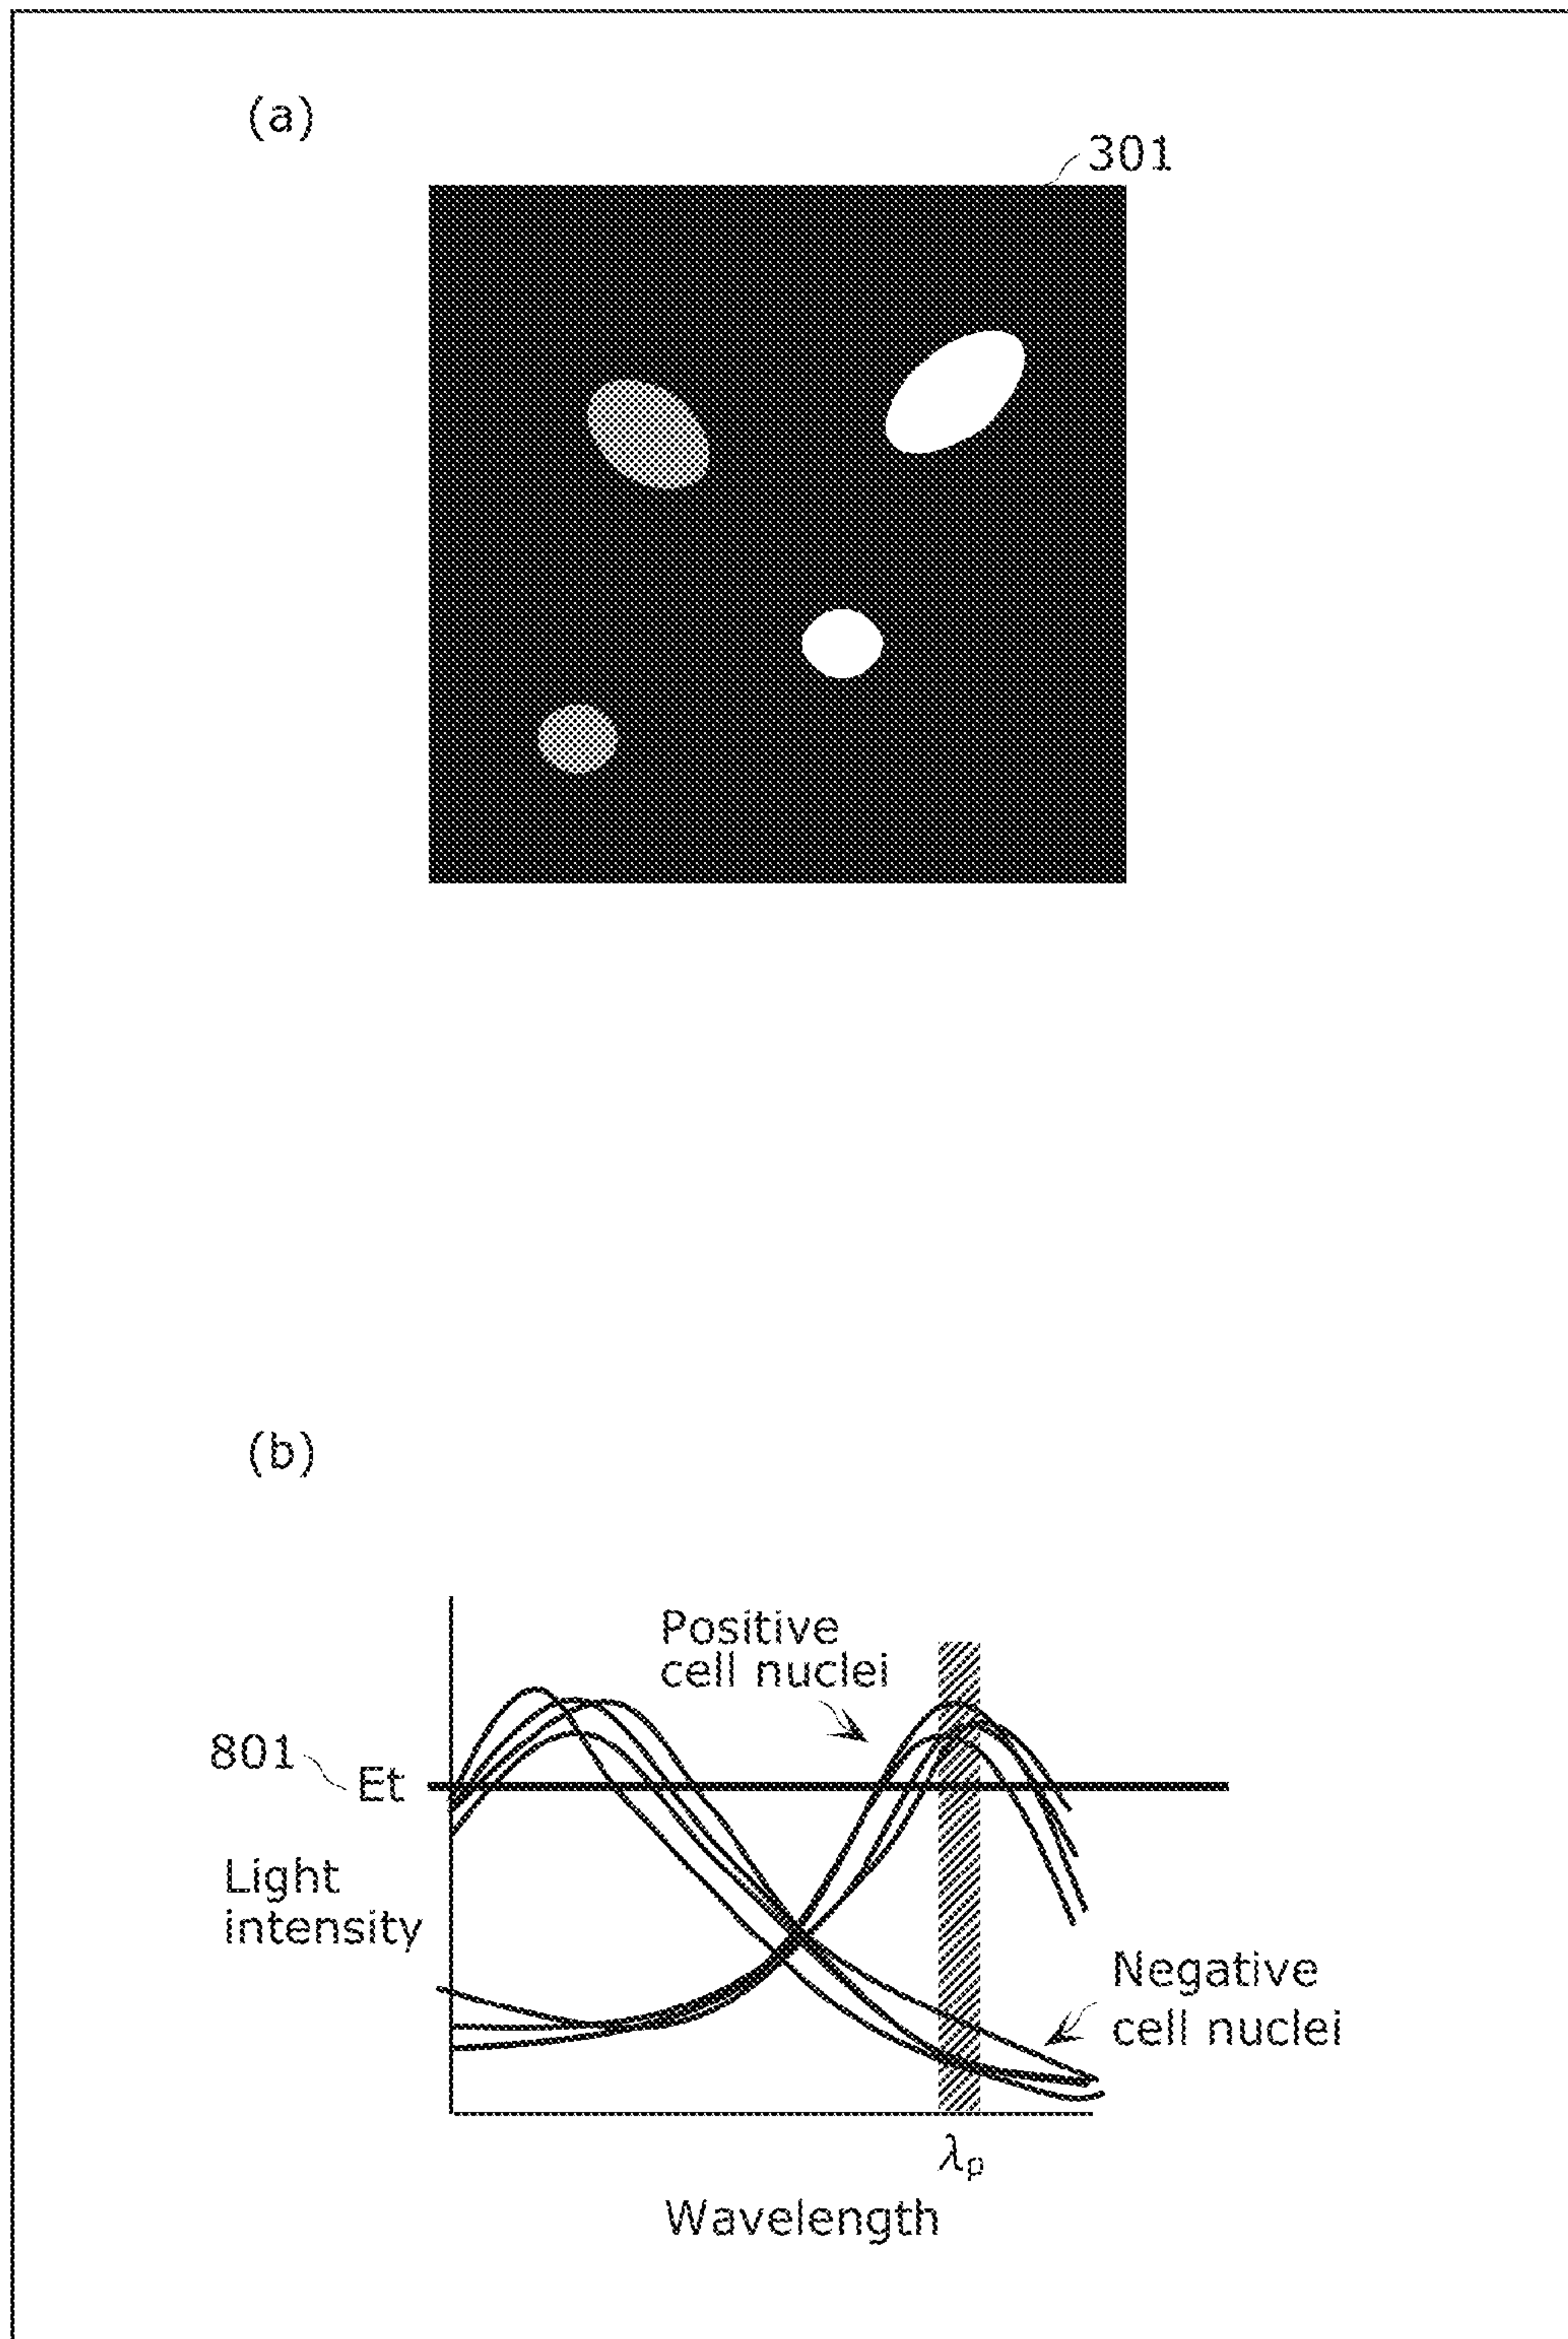 (a)
301
(b)
Positive
cell nuclei
801
Et
Light
intensity
Negative
cell nuclei
λp
Wavelength